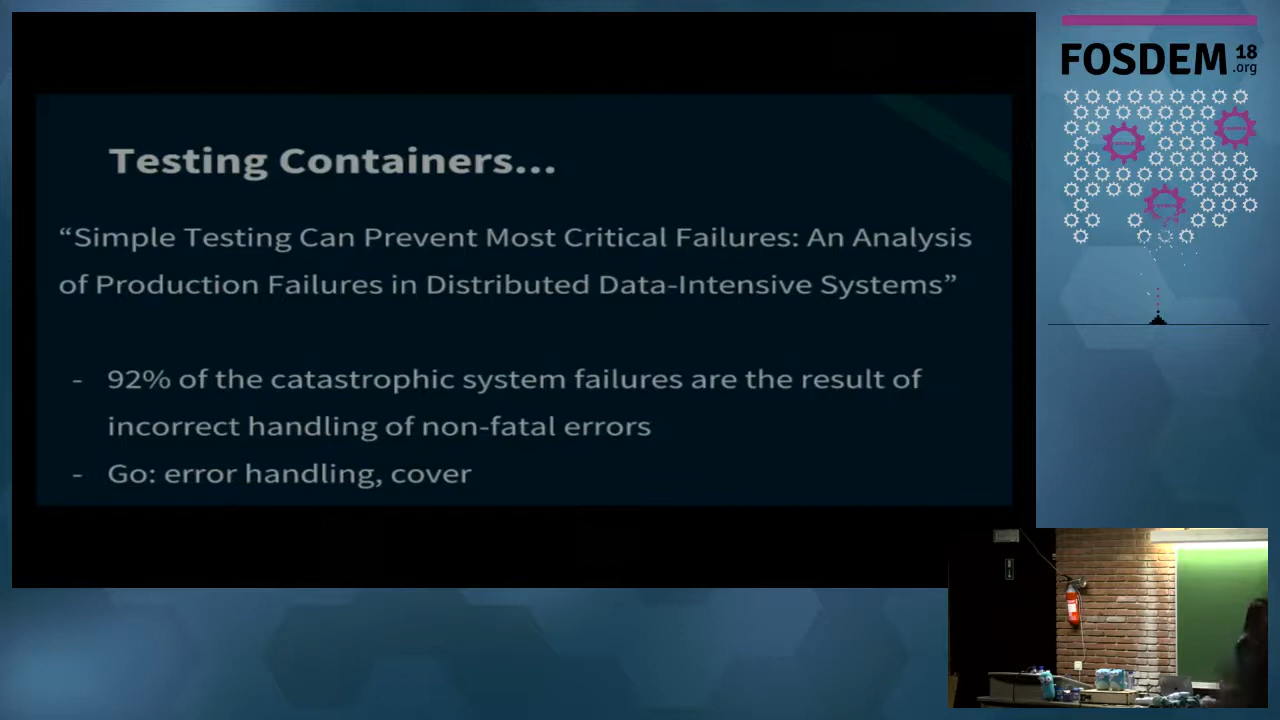 Testing Containers...
“Simple Testing Can Prevent Most Critical Failures: An Analysis
of Production Failures in Distributed Data-Intensive Systems”
- 92% of the catastrophic system failures are the result of
incorrect handling of non-fatal errors
- Go: error handling, cover
FOSDEM 18
.org